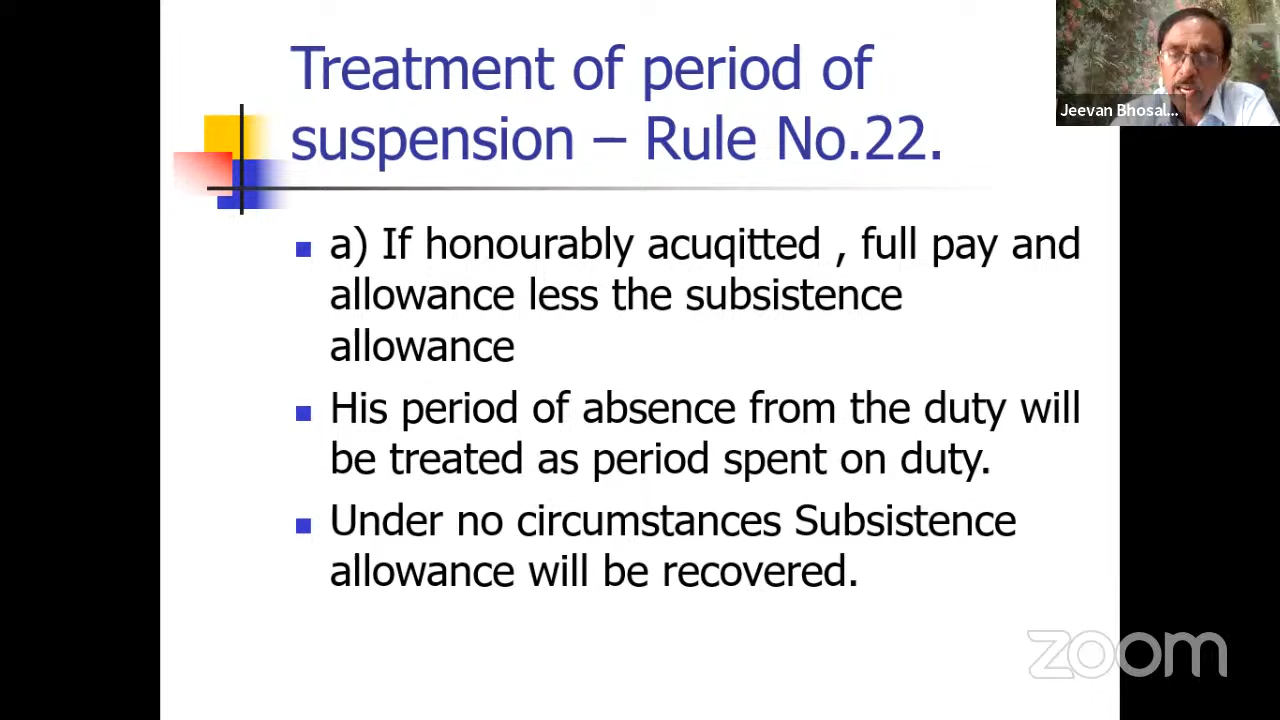 Treatment of period of
suspension – Rule No.22.
Jeevan Bhosal...
a) If honourably acuqitted , full pay and
allowance less the subsistence
allowance
His period of absence from the duty will
be treated as period spent on duty.
Under no circumstances Subsistence
allowance will be recovered.
zoom